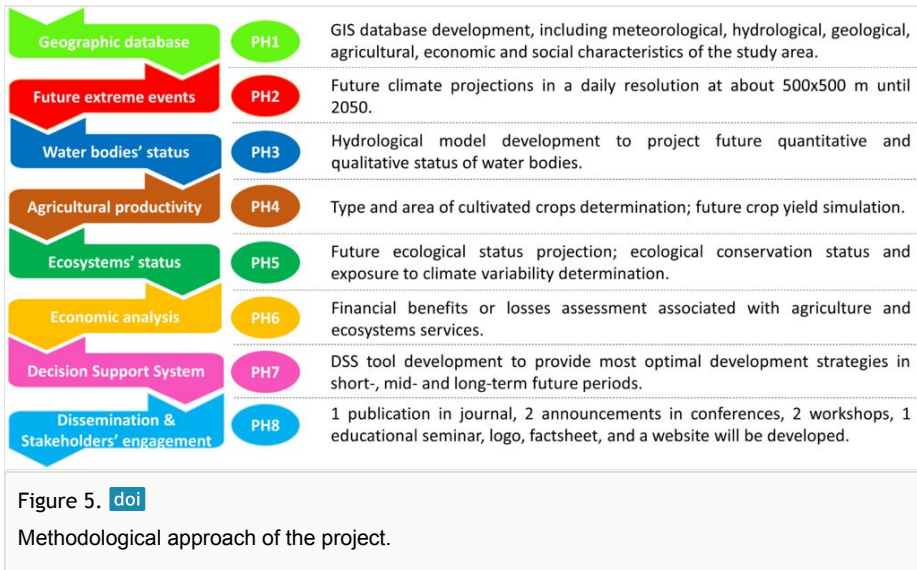 Geographic database
PH1
GIS database development, including meteorological, hydrological, geological,
agricultural, economic and social characteristics of the study area.
Future extreme events
PH2
Future climate projections in a daily resolution at about 500x500 m until
2050.
Water bodies' status
PH3
Hydrological model development to project future quantitative and
qualitative status of water bodies.
Agricultural productivity
PH4
Type and area of cultivated crops determination; future crop yield simulation.
Ecosystems' status
PH5
Future ecological status projection; ecological conservation status and
exposure to climate variability determination.
Economic analysis
PH6
Financial benefits or losses assessment associated with agriculture and
ecosystems services.
Decision Support System
PH7
DSS tool development to provide most optimal development strategies in
short-, mid- and long-term future periods.
Dissemination &
Stakeholders' engagement
PH8
1 publication in journal, 2 announcements in conferences, 2 workshops, 1
educational seminar, logo, factsheet, and a website will be developed.
Figure 5. doi
Methodological approach of the project.